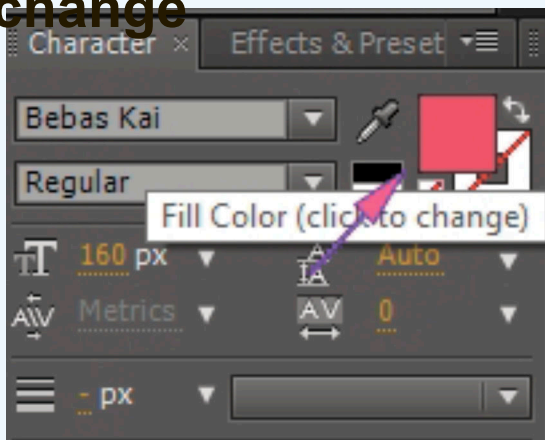 change
Character × Effects & Preset
Bebas Kai
Regular
Fill Color (click to change)
160 px Auto
Metrics 0
- px